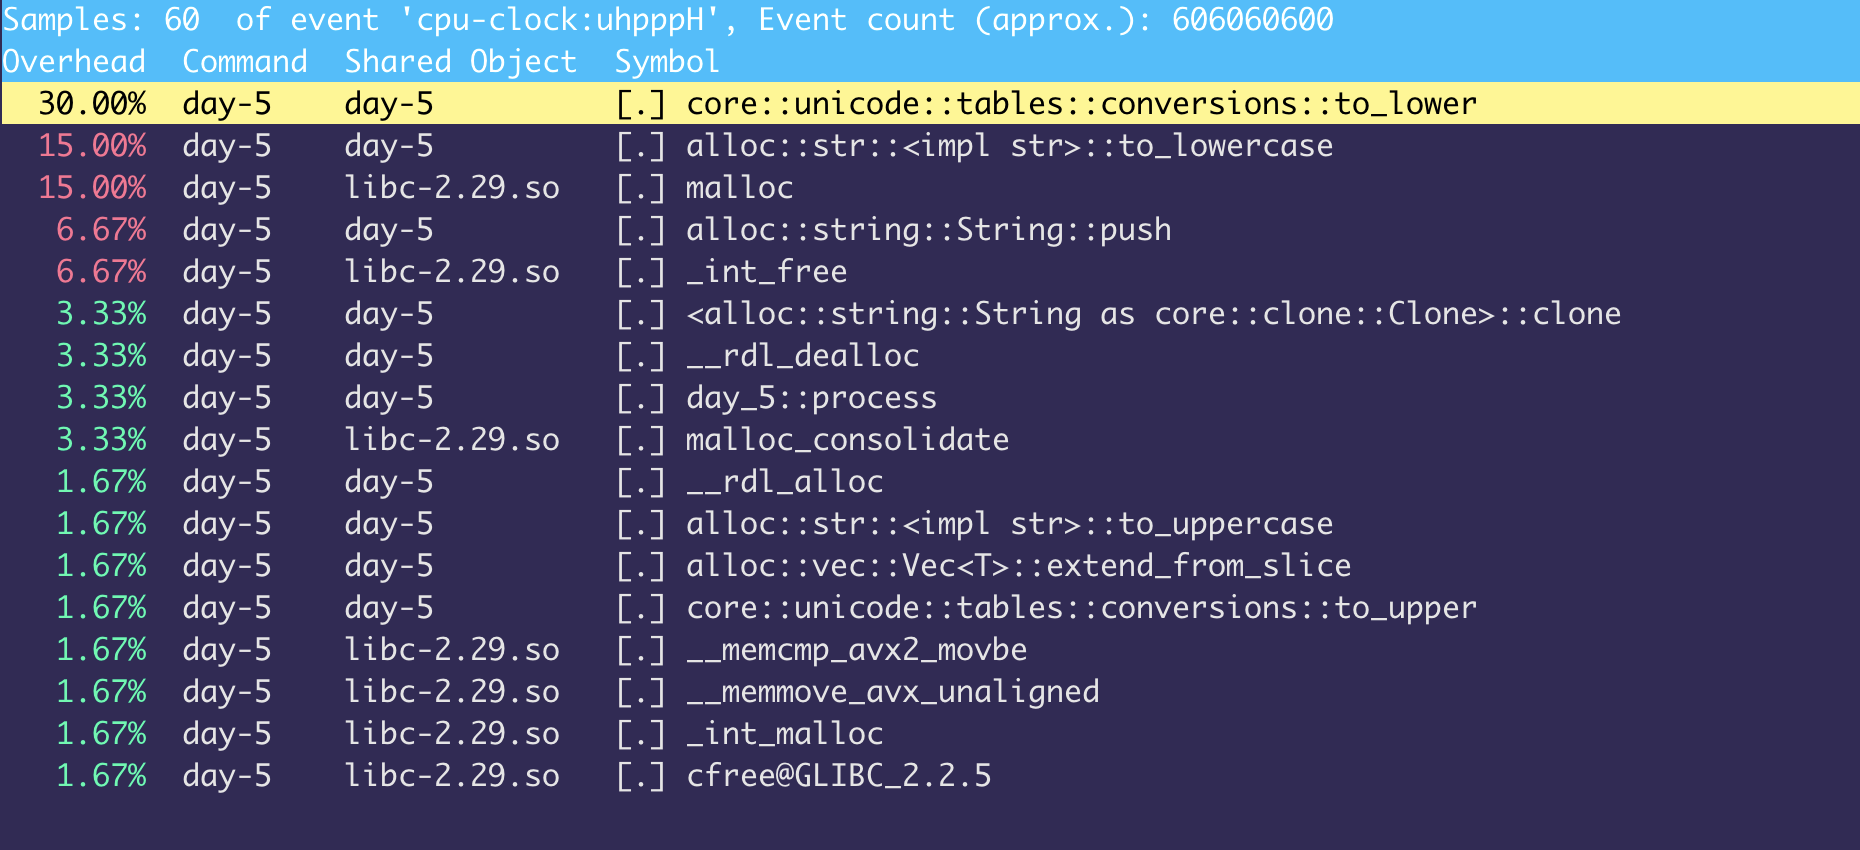 Samples: 60  of event 'cpu-clock:uhpppH', Event count (approx.): 606060600
Overhead  Command  Shared Object  Symbol
30.00%  day-5  day-5  [.] core::unicode::tables::conversions::to_lower
15.00%  day-5  day-5  [.] alloc::str::<impl str>::to_lowercase
15.00%  day-5  libc-2.29.so  [.] malloc
6.67%  day-5  day-5  [.] alloc::string::String::push
6.67%  day-5  libc-2.29.so  [.] _int_free
3.33%  day-5  day-5  [.] <alloc::string::String as core::clone::Clone>::clone
3.33%  day-5  day-5  [.] __rdl_dealloc
3.33%  day-5  day-5  [.] day_5::process
3.33%  day-5  libc-2.29.so  [.] malloc_consolidate
1.67%  day-5  day-5  [.] __rdl_alloc
1.67%  day-5  day-5  [.] alloc::str::<impl str>::to_uppercase
1.67%  day-5  day-5  [.] alloc::vec::Vec<T>::extend_from_slice
1.67%  day-5  day-5  [.] core::unicode::tables::conversions::to_upper
1.67%  day-5  libc-2.29.so  [.] __memcmp_avx2_movbe
1.67%  day-5  libc-2.29.so  [.] __memmove_avx_unaligned
1.67%  day-5  libc-2.29.so  [.] _int_malloc
1.67%  day-5  libc-2.29.so  [.] cfree@GLIBC_2.2.5